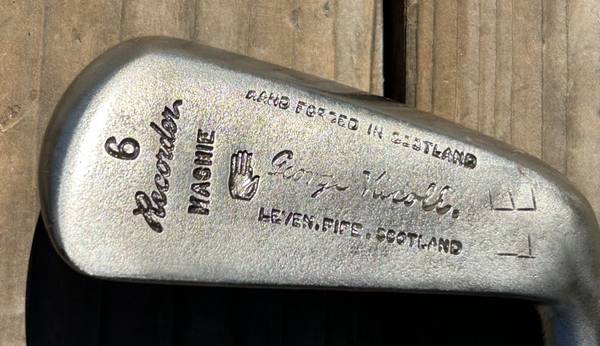 HAND FORGED IN SCOTLAND
George Nicoll.
LEVEN, FIFE, SCOTLAND
6
Recorder
MASHIE